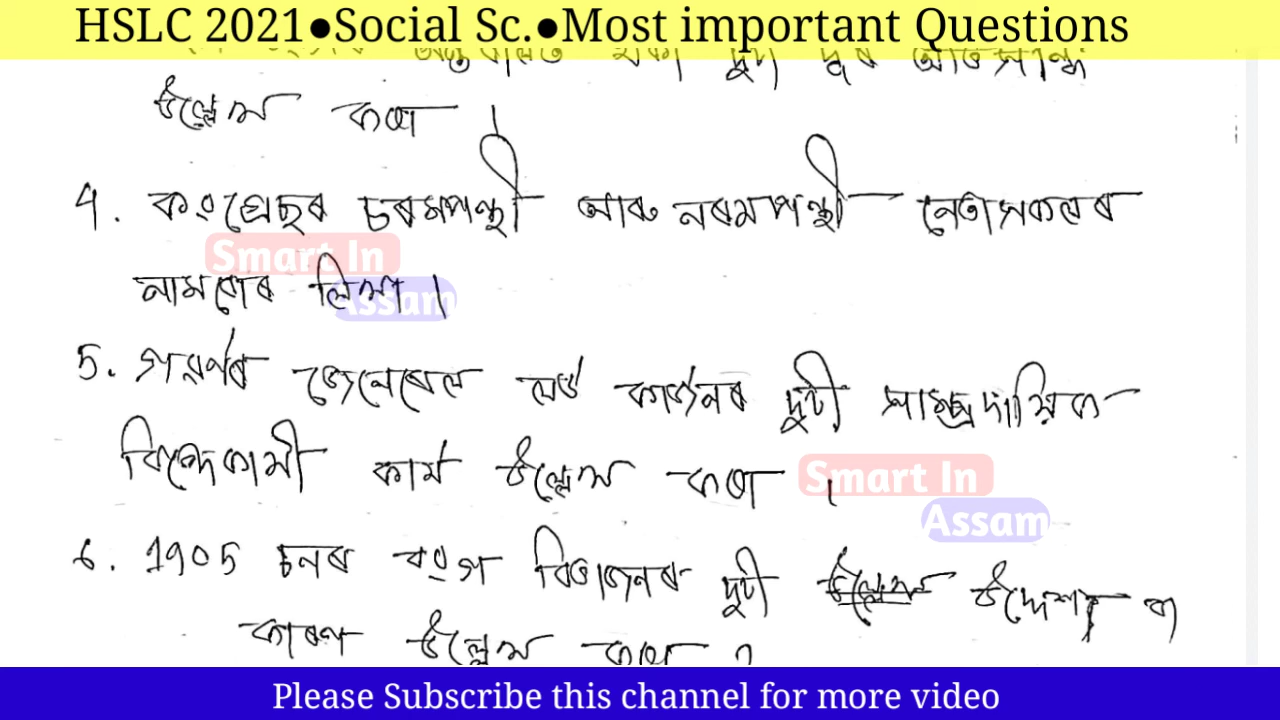 HSLC 2021●Social Sc.●Most important Questions
দুটা
উল্লেখ কৰা ।
4. কংগ্ৰেছৰ চৰমপন্থী আৰু নৰমপন্থী নেতাসকলৰ
Smart In
নামবোৰ লিখা ।
Assam
5. গৱৰ্ণৰ জেনেৰেল লৰ্ড কাৰ্জনৰ দুটা সাম্প্ৰদায়িক
কাৰ্য উল্লেখ কৰা ।
Smart In
Assam
6. 1905 চনৰ বংগ বিভাজনৰ দুটা উদ্দেশ্য বা
কাৰণ উল্লেখ কৰা ?
Please Subscribe this channel for more video